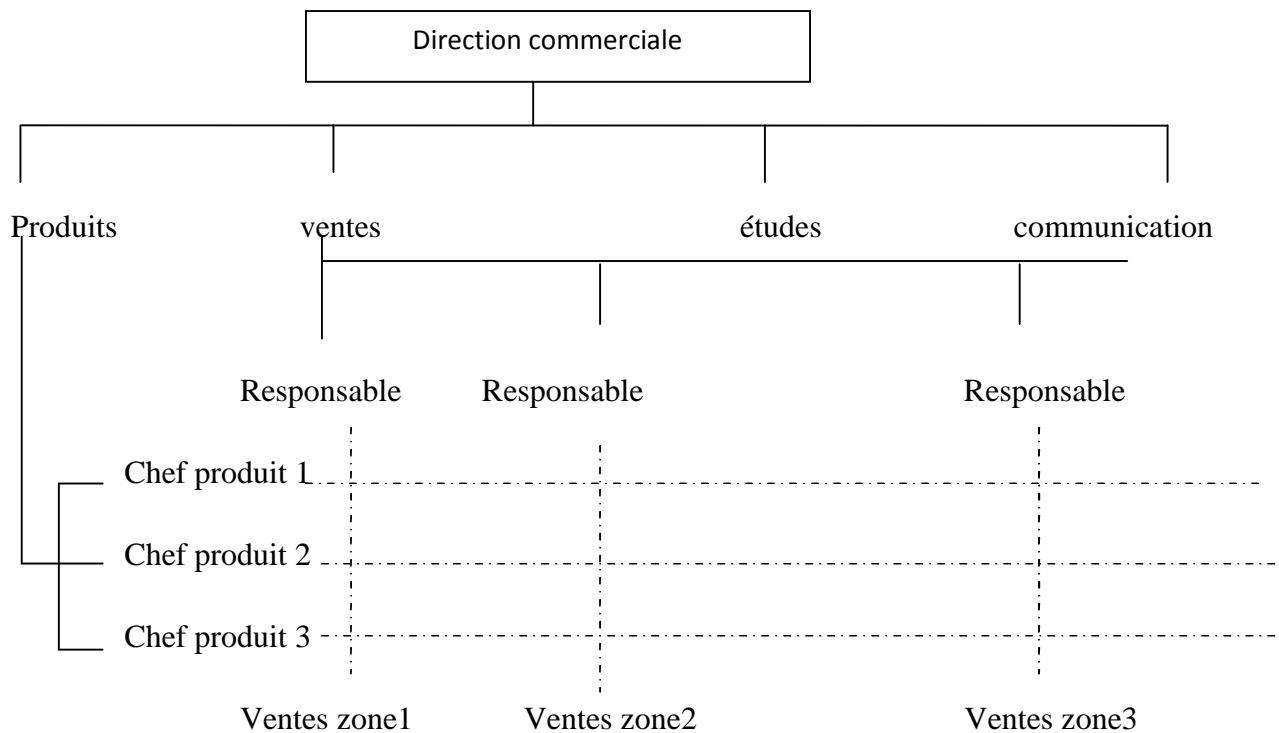 Direction commerciale
Produits ventes études communication
Responsable Responsable Responsable
Chef produit 1
Chef produit 2
Chef produit 3
Ventes zone1 Ventes zone2 Ventes zone3